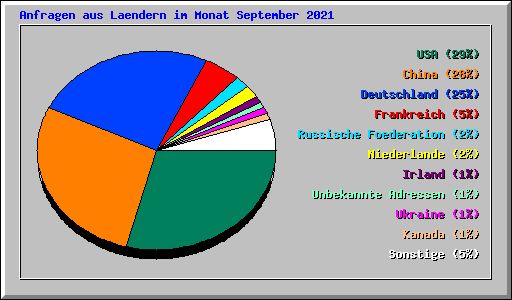 Anfragen aus Laendern im Monat September 2021
USA (29%)
China (28%)
Deutschland (25%)
Frankreich (5%)
Russische Foederation (2%)
Niederlande (2%)
Irland (1%)
Unbekannte Adressen (1%)
Ukraine (1%)
Kanada (1%)
Sonstige (5%)